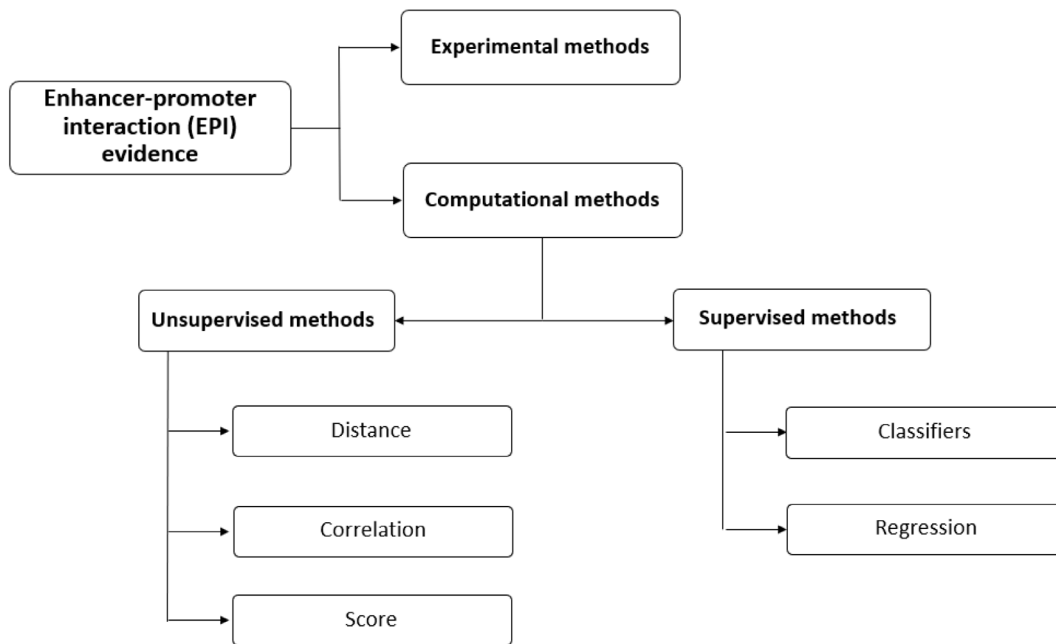 Experimental methods
Enhancer-promoter
interaction (EPI)
evidence
Computational methods
Unsupervised methods
Supervised methods
Distance
Classifiers
Correlation
Regression
Score